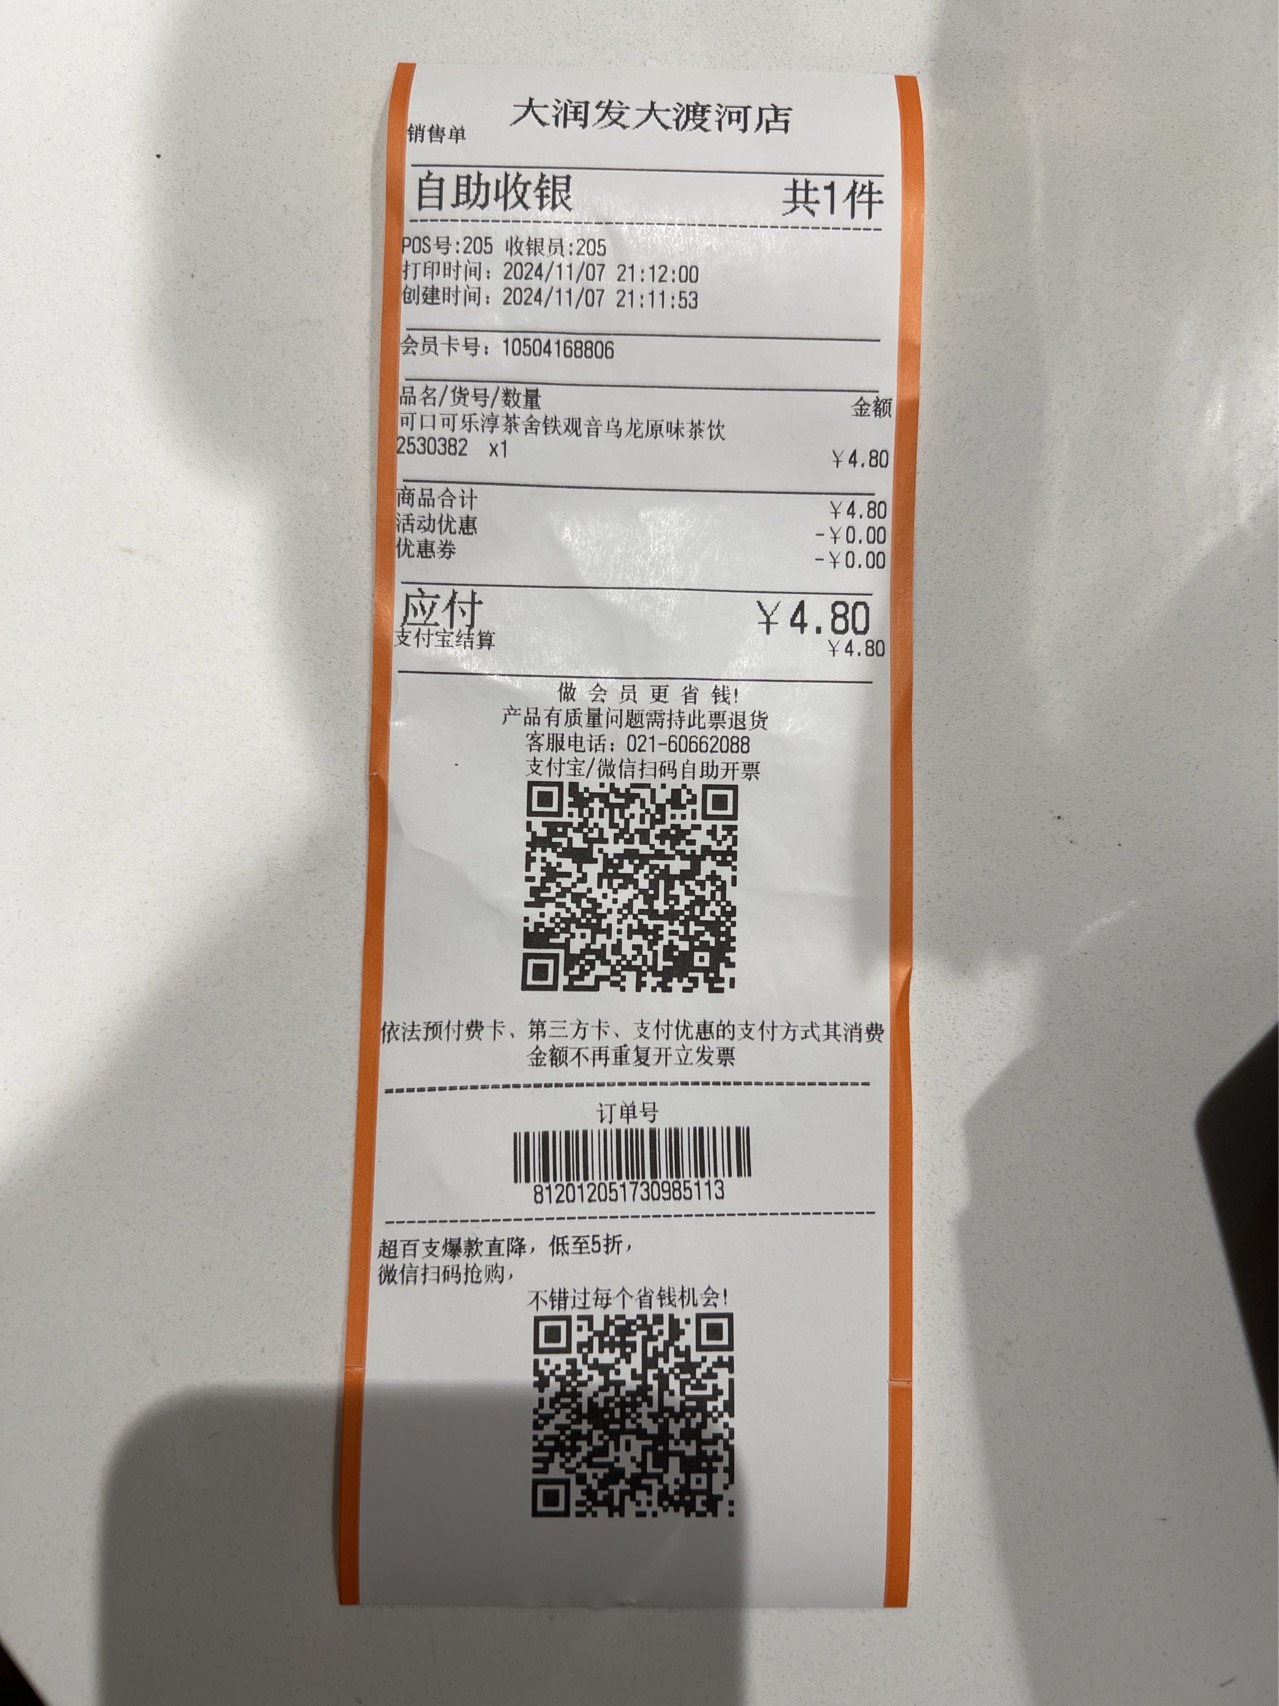 大润发大渡河店
销售单
自助收银 共1件
POS号:205 收银员:205
打印时间: 2024/11/07 21:12:00
创建时间: 2024/11/07 21:11:53
会员卡号: 10504168806
品名/货号/数量 金额
可口可乐淳茶舍铁观音乌龙原味茶饮
2530382 x1 ¥4.80
商品合计 ¥4.80
活动优惠 -¥0.00
优惠券 -¥0.00
应付 ¥4.80
支付宝结算 ¥4.80
做会员更省钱!
产品有质量问题需持此票退货
客服电话: 021-60662088
支付宝/微信扫码自助开票
依法预付费卡、第三方卡、支付优惠的支付方式其消费
金额不再重复开立发票
订单号
812012051730985113
超百支爆款直降, 低至5折,
微信扫码抢购,
不错过每个省钱机会!